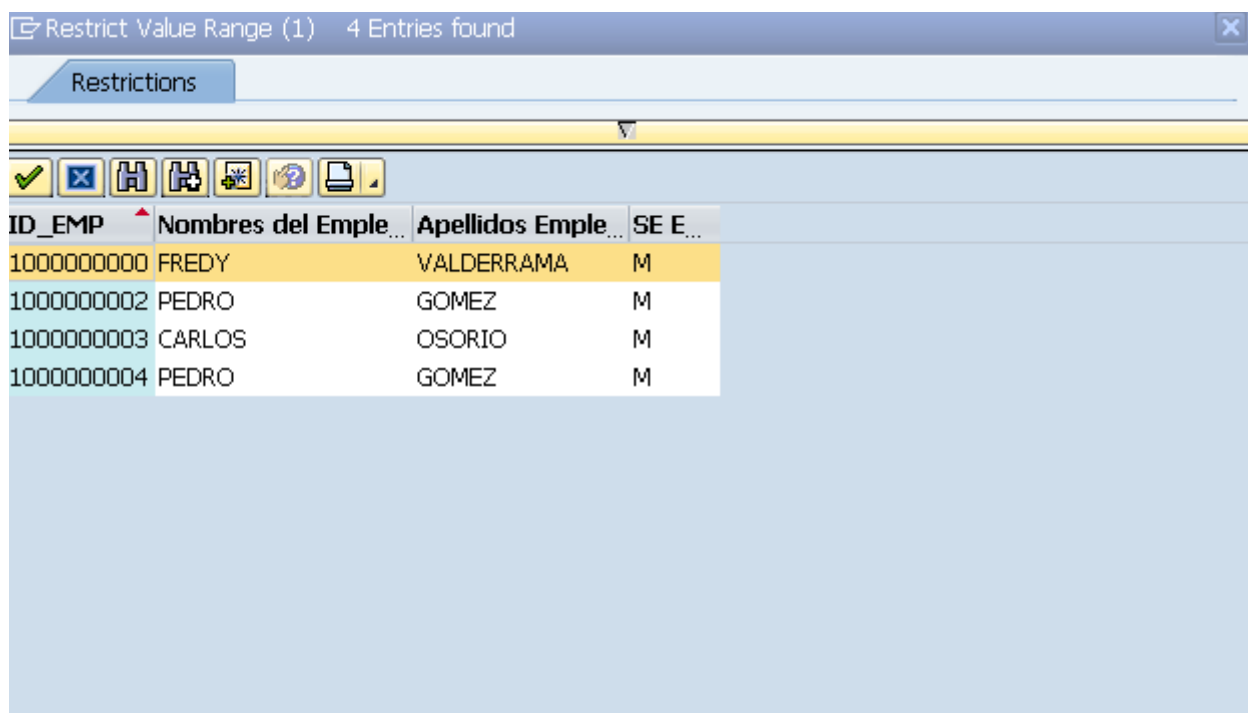 Restrict Value Range (1) 4 Entries found
Restrictions
ID_EMP Nombres del Emple... Apellidos Emple... SE E...
1000000000 FREDY VALDERRAMA M
1000000002 PEDRO GOMEZ M
1000000003 CARLOS OSORIO M
1000000004 PEDRO GOMEZ M